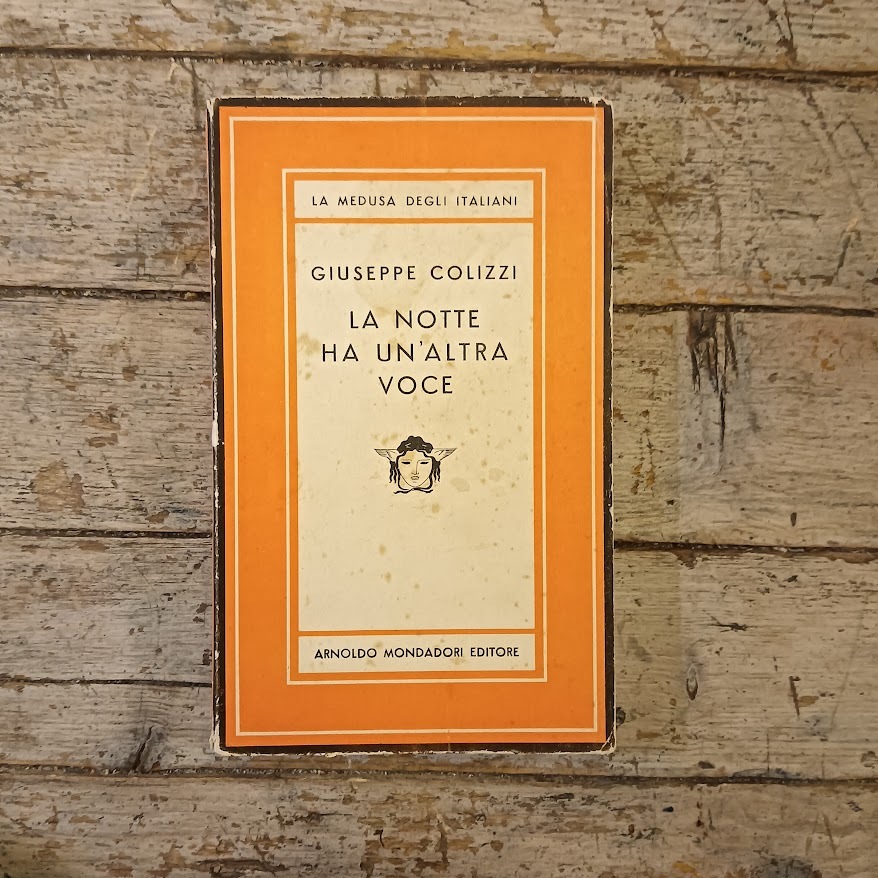 LA MEDUSA DEGLI ITALIANI
GIUSEPPE COLIZZI
LA NOTTE
HA UN'ALTRA
VOCE
ARNOLDO MONDADORI EDITORE